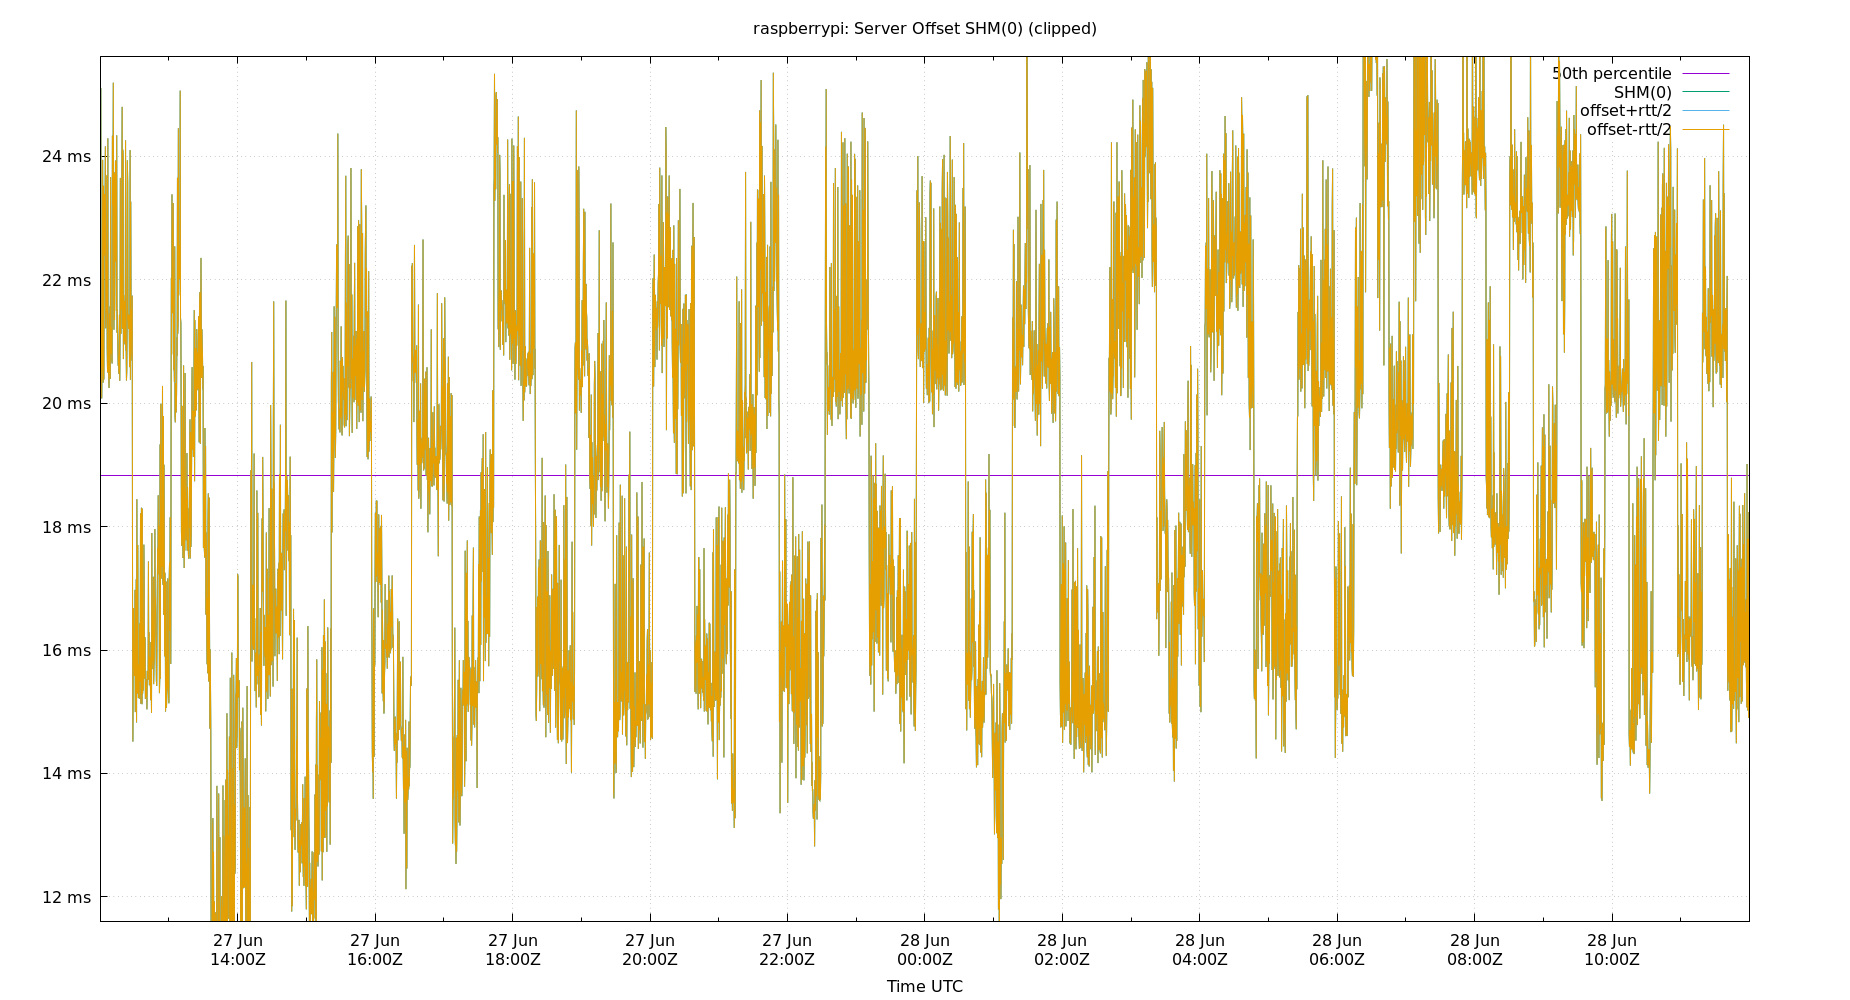 raspberrypi: Server Offset SHM(0) (clipped)
50th percentile
SHM(0)
offset+rtt/2
offset-rtt/2
24 ms
22 ms
20 ms
18 ms
16 ms
14 ms
12 ms
27 Jun 27 Jun 27 Jun 27 Jun 27 Jun 28 Jun 28 Jun 28 Jun 28 Jun 28 Jun 28 Jun
14:00Z 16:00Z 18:00Z 20:00Z 22:00Z 00:00Z 02:00Z 04:00Z 06:00Z 08:00Z 10:00Z
Time UTC